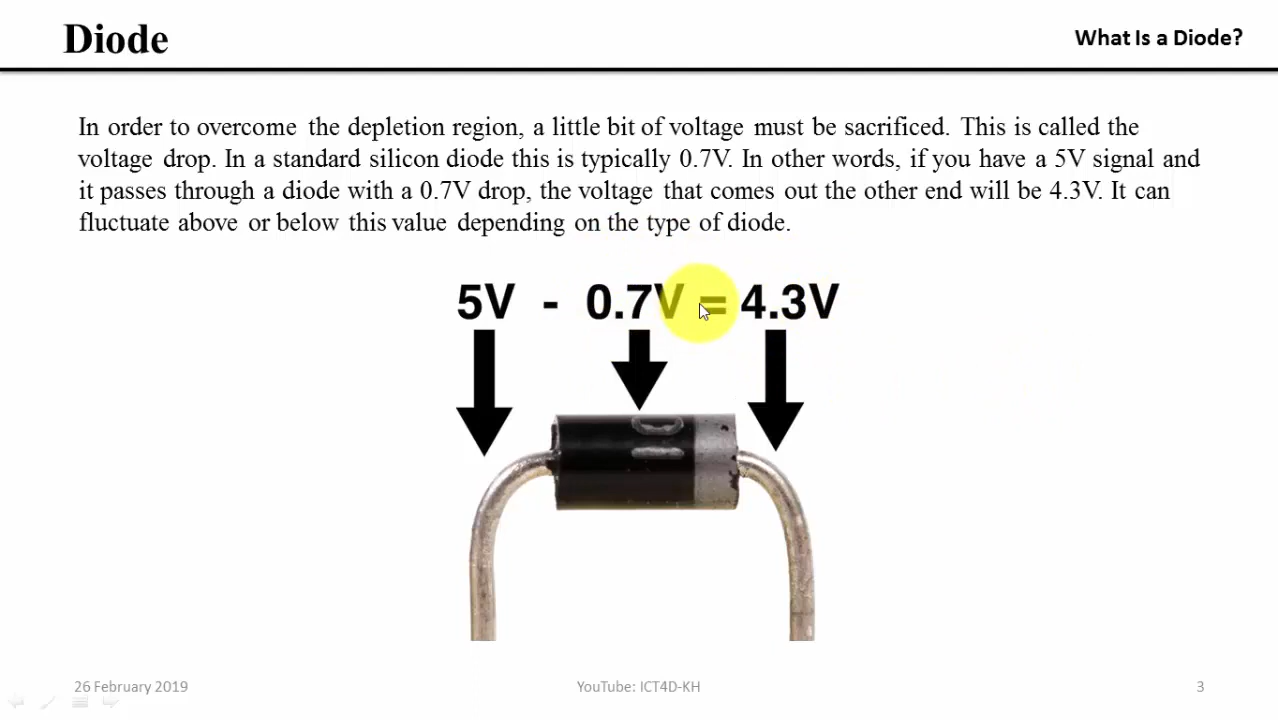 Diode
What Is a Diode?
In order to overcome the depletion region, a little bit of voltage must be sacrificed. This is called the
voltage drop. In a standard silicon diode this is typically 0.7V. In other words, if you have a 5V signal and
it passes through a diode with a 0.7V drop, the voltage that comes out the other end will be 4.3V. It can
fluctuate above or below this value depending on the type of diode.
5V - 0.7V = 4.3V
26 February 2019
YouTube: ICT4D-KH
3